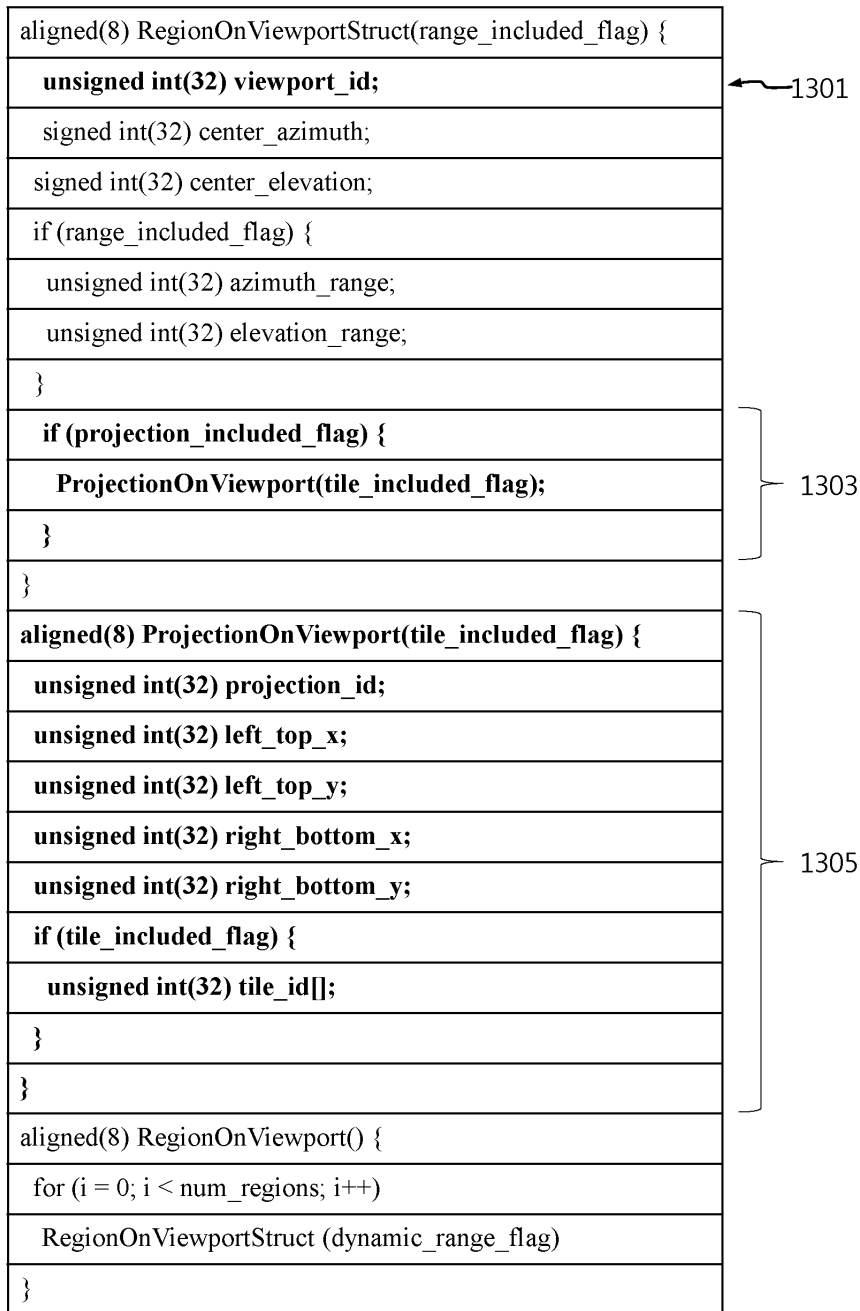 aligned(8) RegionOnViewportStruct(range_included_flag) {
unsigned int(32) viewport_id;
1301
signed int(32) center_azimuth;
signed int(32) center_elevation;
if (range_included_flag) {
unsigned int(32) azimuth_range;
unsigned int(32) elevation_range;
}
if (projection_included_flag) {
ProjectionOnViewport(tile_included_flag);
1303
}
}
aligned(8) ProjectionOnViewport(tile_included_flag) {
unsigned int(32) projection_id;
unsigned int(32) left_top_x;
unsigned int(32) left_top_y;
unsigned int(32) right_bottom_x;
unsigned int(32) right_bottom_y;
1305
if (tile_included_flag) {
unsigned int(32) tile_id[];
}
}
aligned(8) RegionOnViewport() {
for (i = 0; i < num_regions; i++)
RegionOnViewportStruct (dynamic_range_flag)
}